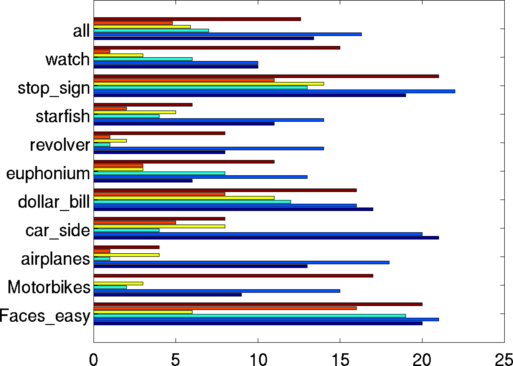 all
watch
stop_sign
starfish
revolver
euphonium
dollar_bill
car_side
airplanes
Motorbikes
Faces_easy
0 5 10 15 20 25